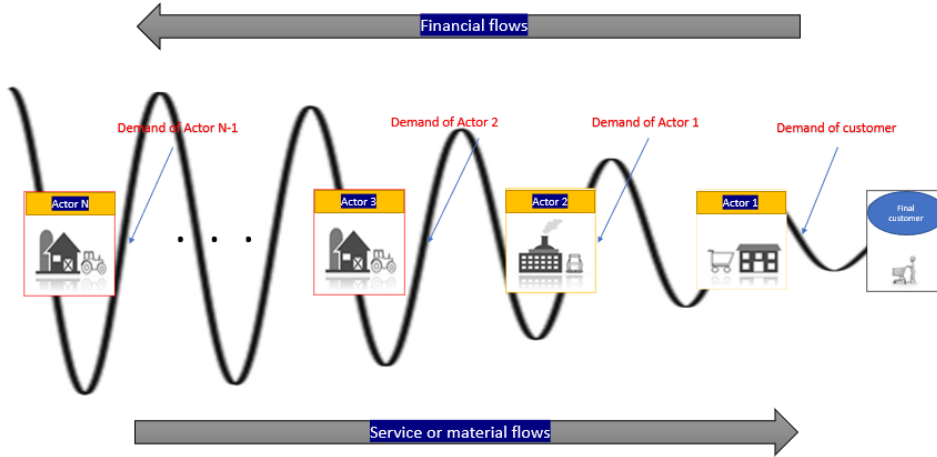 Financial flows
Demand of Actor N-1
Demand of Actor 2
Demand of Actor 1
Demand of customer
Actor N
Actor 3
Actor 2
Actor 1
Final
customer
Service or material flows